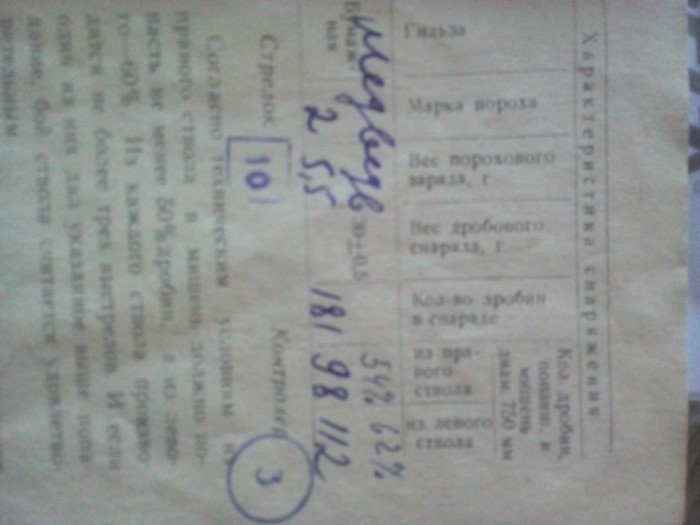 Характеристика снаряжения
Гильза
Марка пороха
Вес порохового заряда, г
Вес дробового снаряда, г
Кол-во дробин в снаряде
Кол. дробин, попавш. в мишень диам. 750 мм
из правого ствола
из левого ствола
Бумажная
Медведь
2 5,5
30±0,5
181
54% 62%
98 112
Стрелок
10
Контролер
3
Согласно техническим условиям из
правого ствола в мишень должно по-
пасть не менее 50% дробин, а из лево-
го—60%. Из каждого ствола произво-
дится не более трех выстрелов. И если
один из них дал указанное выше попа-
дание, бой ствола считается удовлетво-
рительным